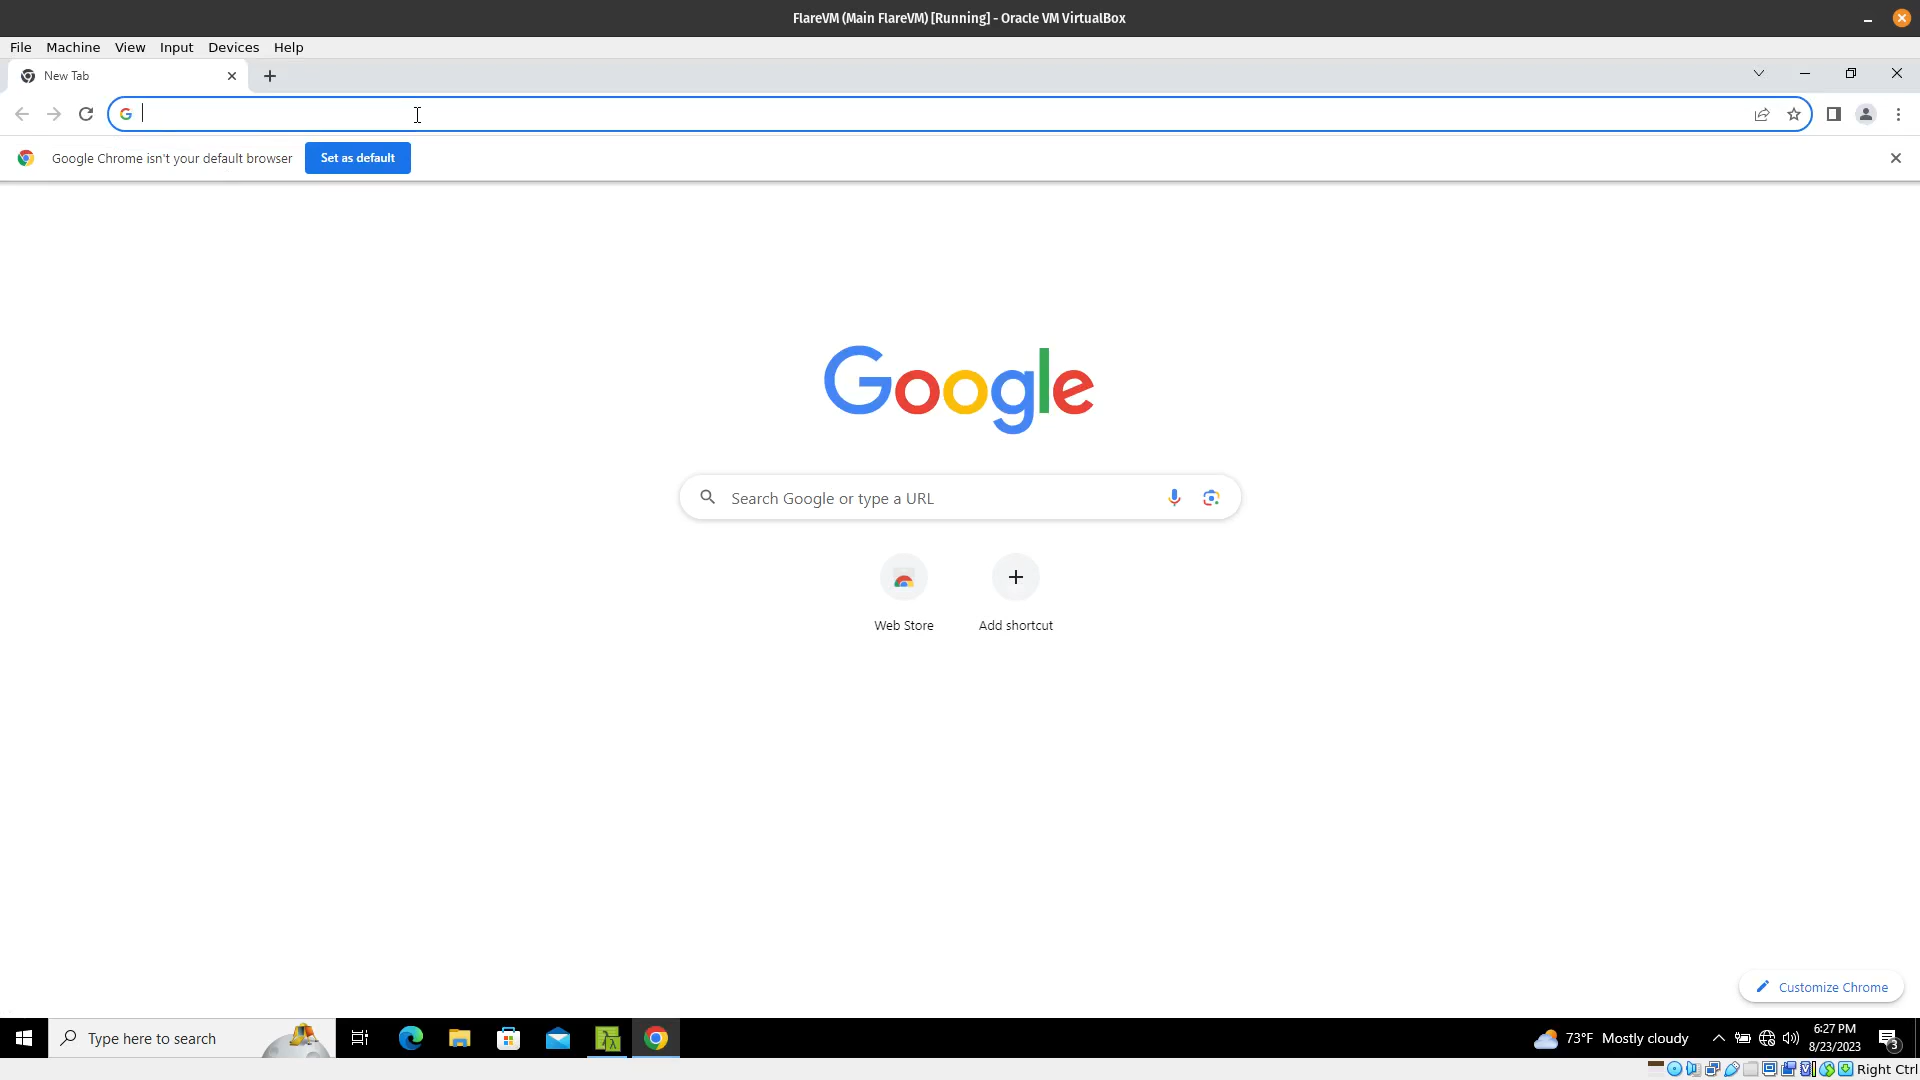 FlareVM (Main FlareVM) [Running] - Oracle VM VirtualBox
File Machine View Input Devices Help
New Tab
Google Chrome isn't your default browser
Set as default
Google
Search Google or type a URL
Web Store
Add shortcut
Customize Chrome
Type here to search
73°F Mostly cloudy
6:27 PM
8/23/2023
3
Right Ctrl